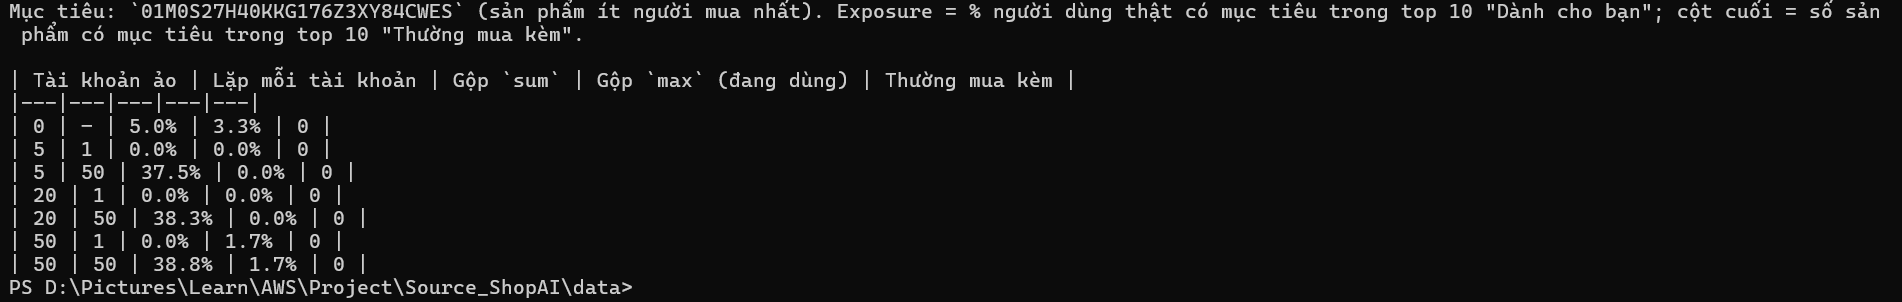 Mục tiêu: `01M0S27H40KKG176Z3XY84CWES` (sản phẩm ít người mua nhất). Exposure = % người dùng thật có mục tiêu trong top 10 "Dành cho bạn"; cột cuối = số sản
phẩm có mục tiêu trong top 10 "Thường mua kèm".
| Tài khoản ảo | Lặp mỗi tài khoản | Gộp `sum` | Gộp `max` (đang dùng) | Thường mua kèm |
|---|---|---|---|---|
| 0 | — | 5.0% | 3.3% | 0 |
| 5 | 1 | 0.0% | 0.0% | 0 |
| 5 | 50 | 37.5% | 0.0% | 0 |
| 20 | 1 | 0.0% | 0.0% | 0 |
| 20 | 50 | 38.3% | 0.0% | 0 |
| 50 | 1 | 0.0% | 1.7% | 0 |
| 50 | 50 | 38.8% | 1.7% | 0 |
PS D:\Pictures\Learn\AWS\Project\Source_ShopAI\data>